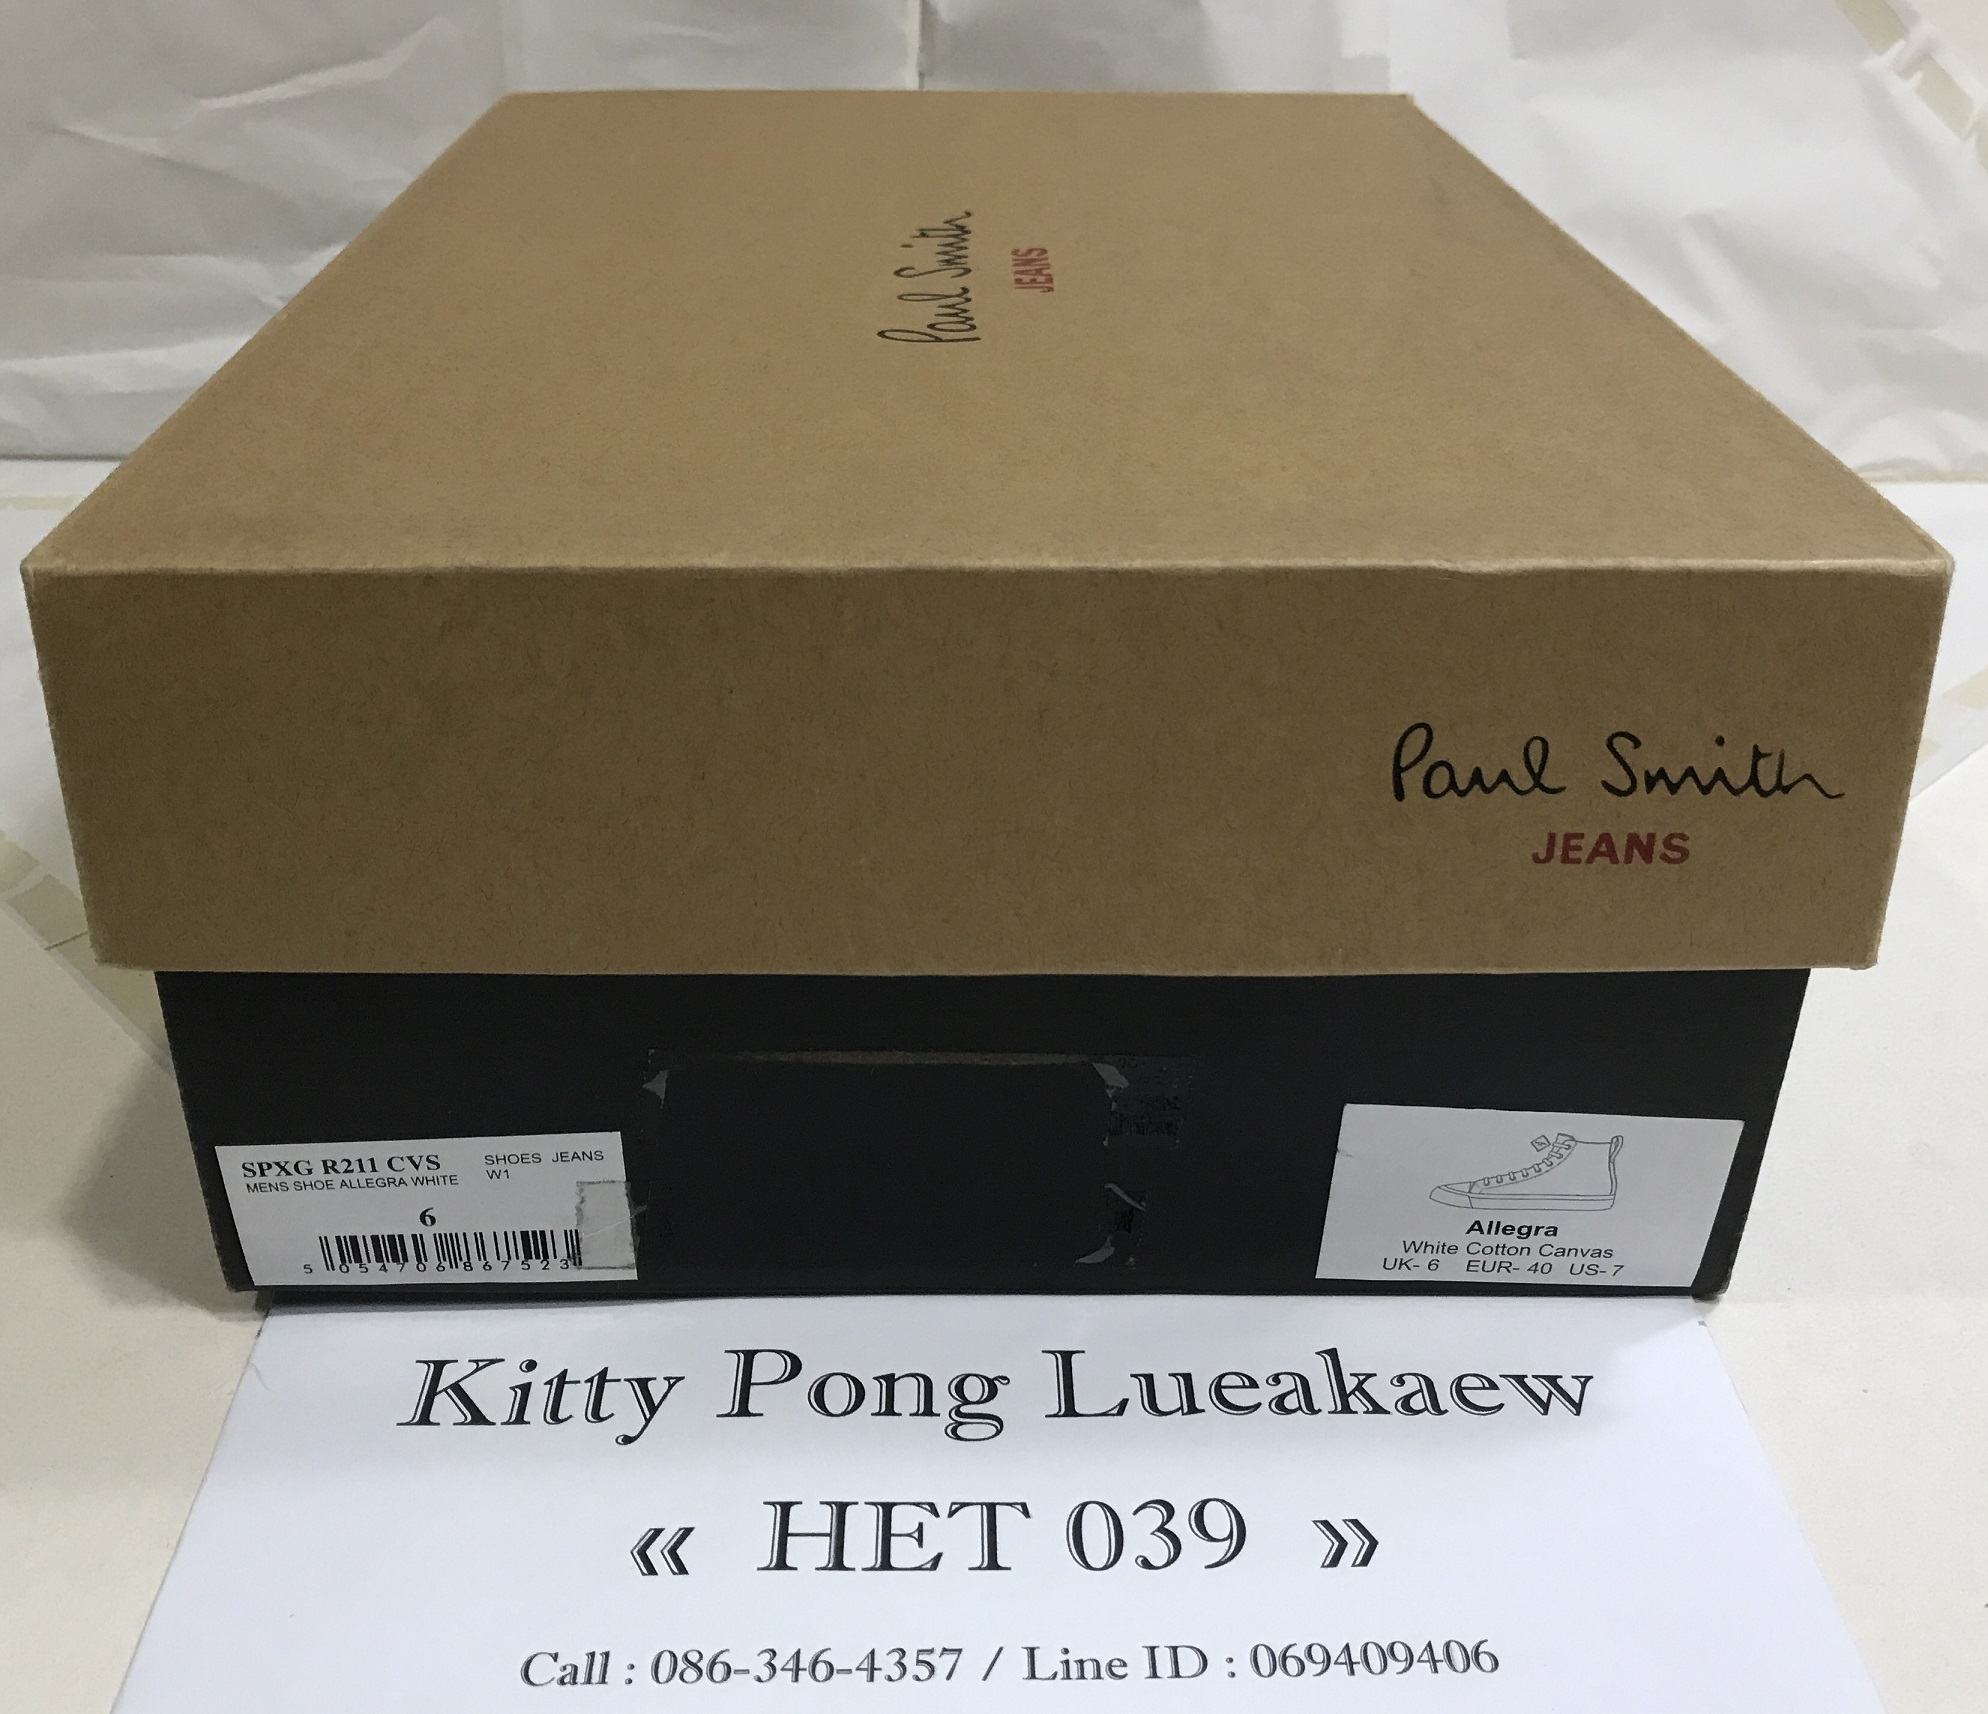 Paul Smith
JEANS
Paul Smith
JEANS
SPXG R211 CVS
MENS SHOE ALLEGRA WHITE
SHOES JEANS
W1
6
5 054706 867523
Allegra
White Cotton Canvas
UK- 6 EUR- 40 US- 7
Kitty Pong Lueakaew
« HET 039 »
Call : 086-346-4357 / Line ID : 069409406